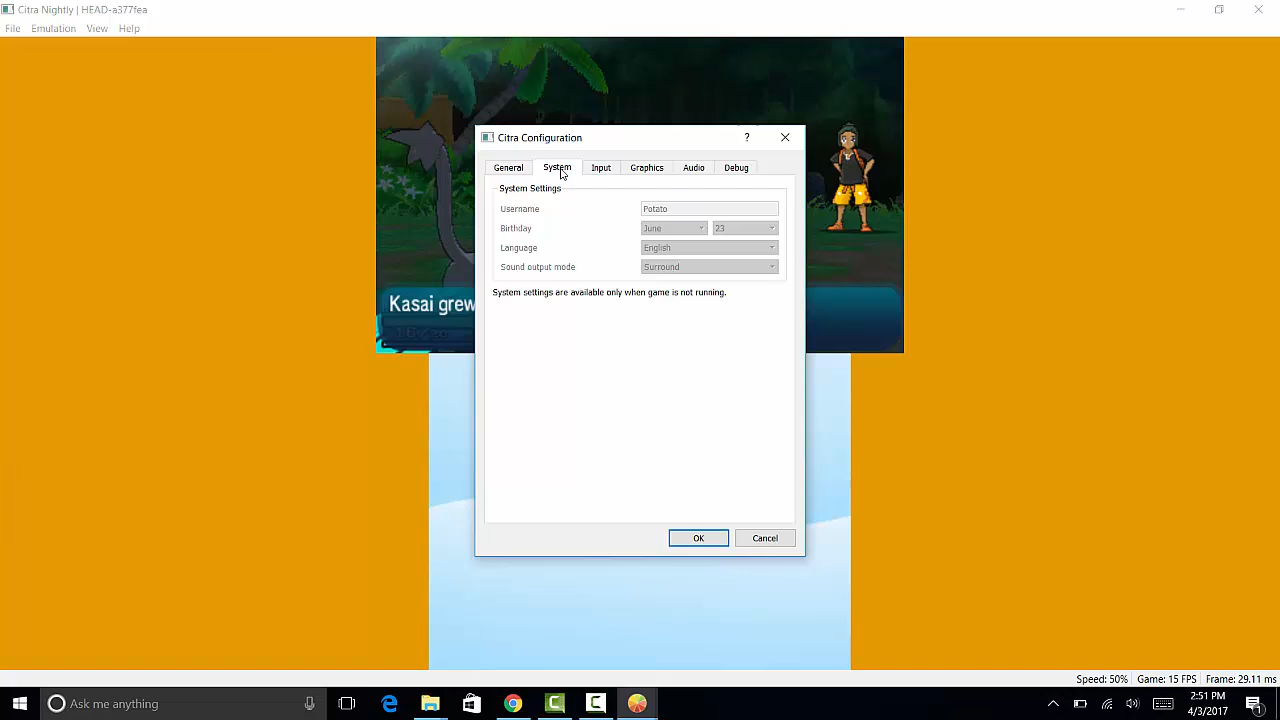 Citra Nightly | HEAD-a377fea
File Emulation View Help
Citra Configuration
General System Input Graphics Audio Debug
System Settings
Username Potato
Birthday June 23
Language English
Sound output mode Surround
System settings are available only when game is not running.
Kasai grew
OK Cancel
Speed: 50% Game: 15 FPS Frame: 29.11 ms
Ask me anything
2:51 PM
4/3/2017
1